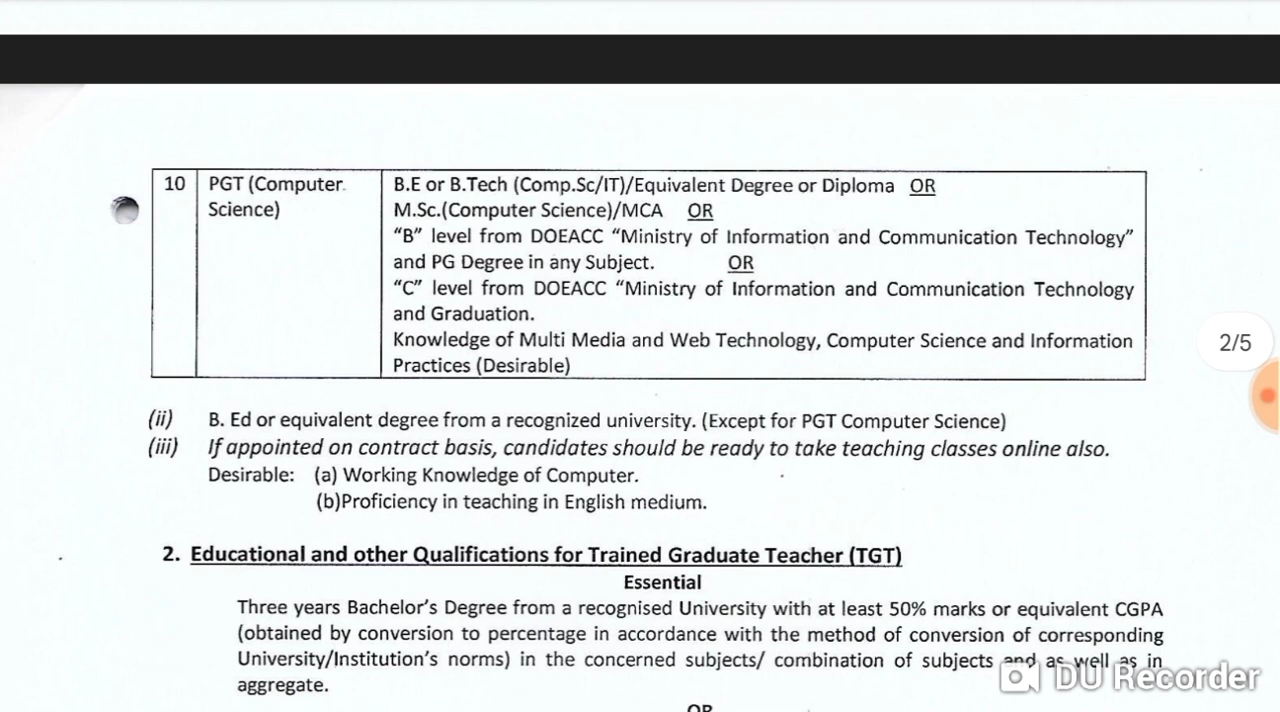 10 PGT (Computer Science) B.E or B.Tech (Comp.Sc/IT)/Equivalent Degree or Diploma OR
M.Sc.(Computer Science)/MCA OR
"B" level from DOEACC "Ministry of Information and Communication Technology"
and PG Degree in any Subject. OR
"C" level from DOEACC "Ministry of Information and Communication Technology
and Graduation.
Knowledge of Multi Media and Web Technology, Computer Science and Information
Practices (Desirable)
2/5
(ii) B. Ed or equivalent degree from a recognized university. (Except for PGT Computer Science)
(iii) If appointed on contract basis, candidates should be ready to take teaching classes online also.
Desirable: (a) Working Knowledge of Computer.
(b)Proficiency in teaching in English medium.
2. Educational and other Qualifications for Trained Graduate Teacher (TGT)
Essential
Three years Bachelor's Degree from a recognised University with at least 50% marks or equivalent CGPA
(obtained by conversion to percentage in accordance with the method of conversion of corresponding
University/Institution's norms) in the concerned subjects/ combination of subjects and as well as in
aggregate.
OR
DU Recorder